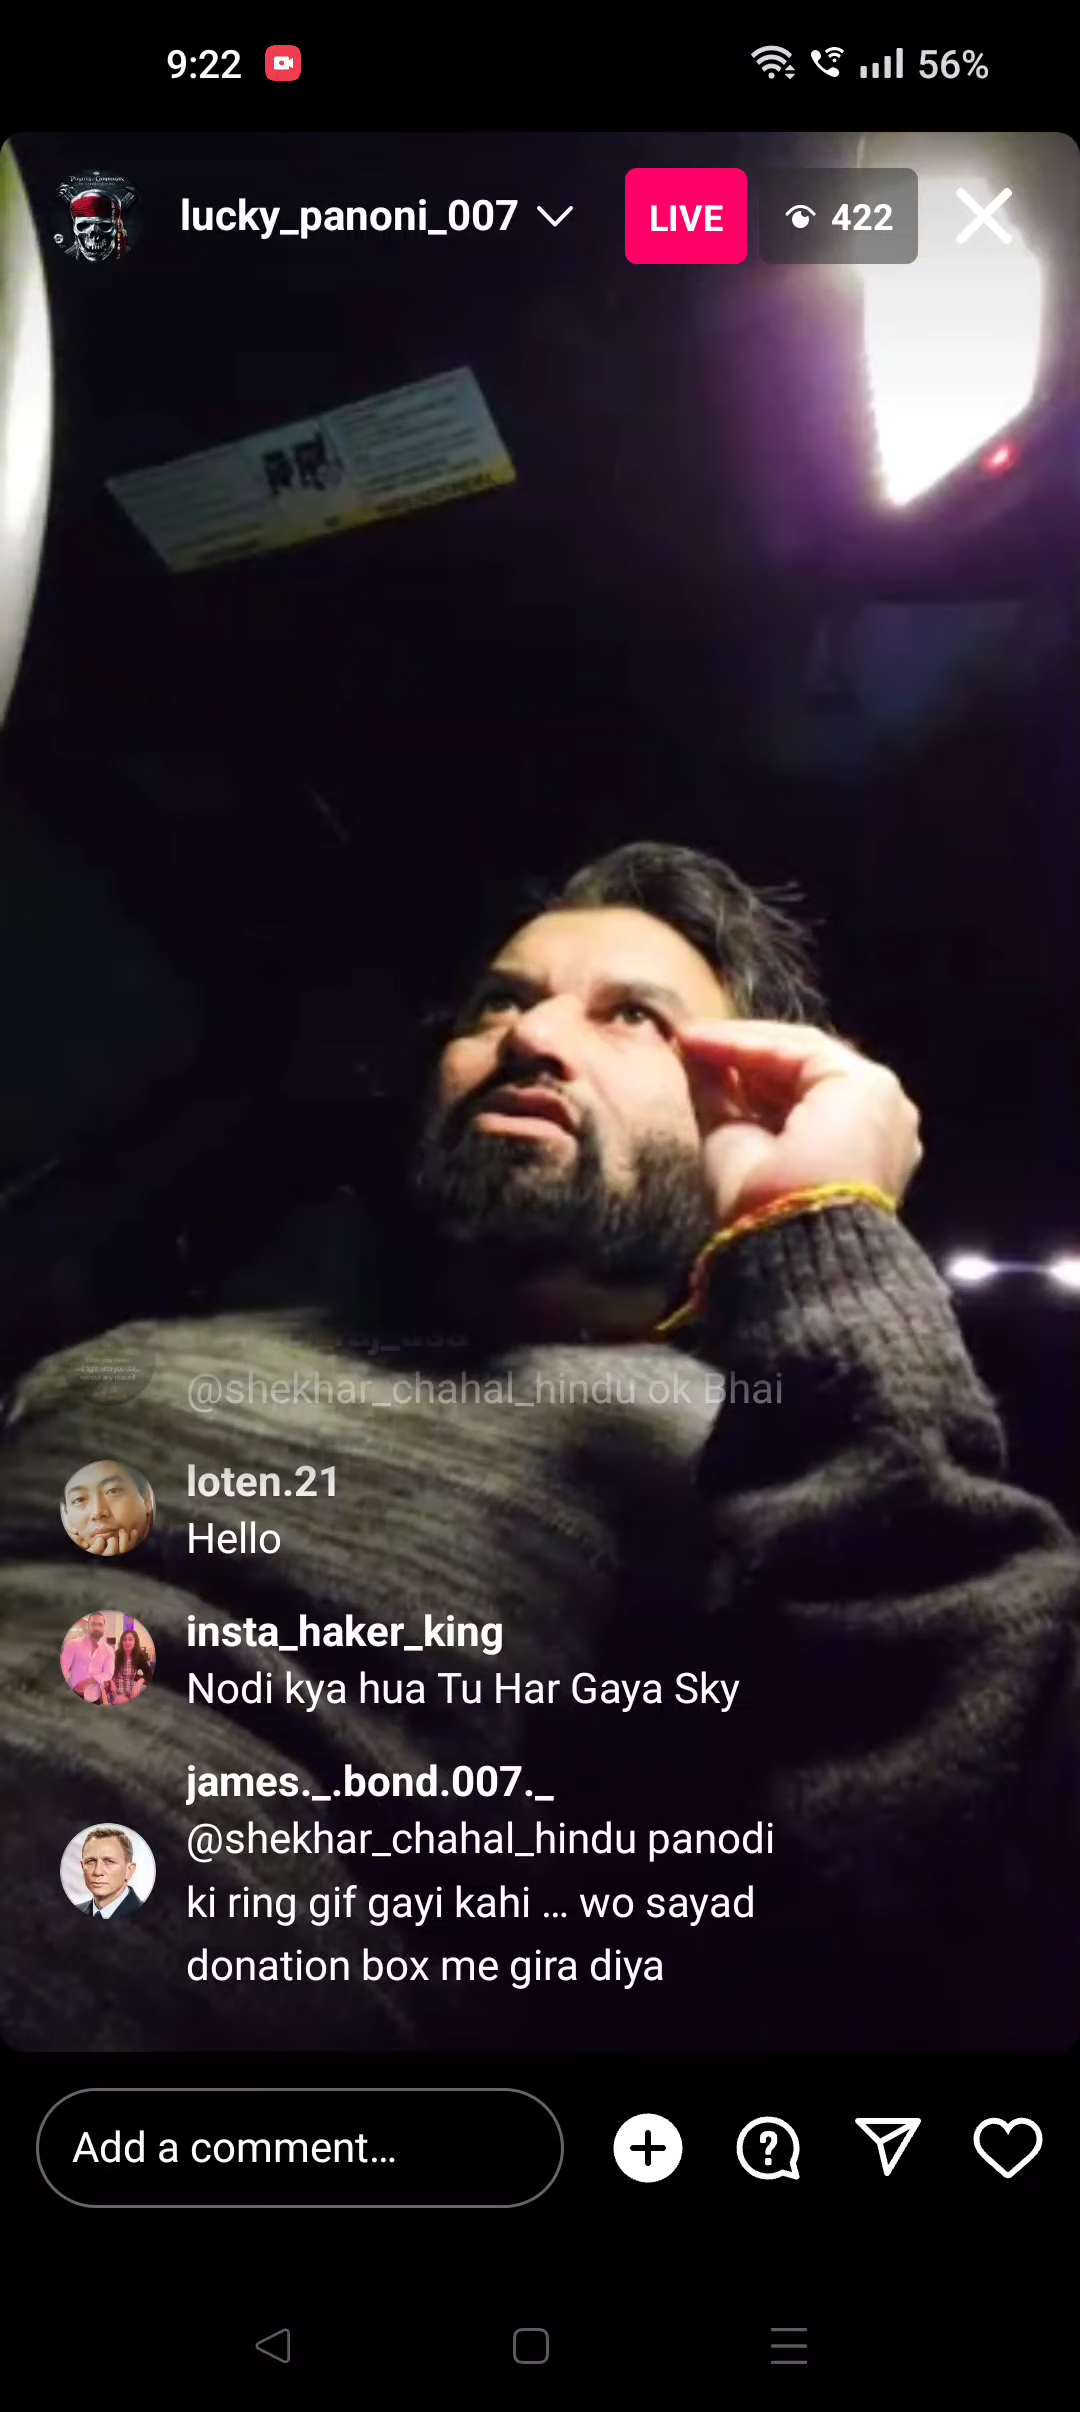 9:22
56%
lucky_panoni_007
LIVE
422
@shekhar_chahal_hindu ok Bhai
loten.21
Hello
insta_haker_king
Nodi kya hua Tu Har Gaya Sky
james._.bond.007._
@shekhar_chahal_hindu panodi
ki ring gif gayi kahi ... wo sayad
donation box me gira diya
Add a comment...